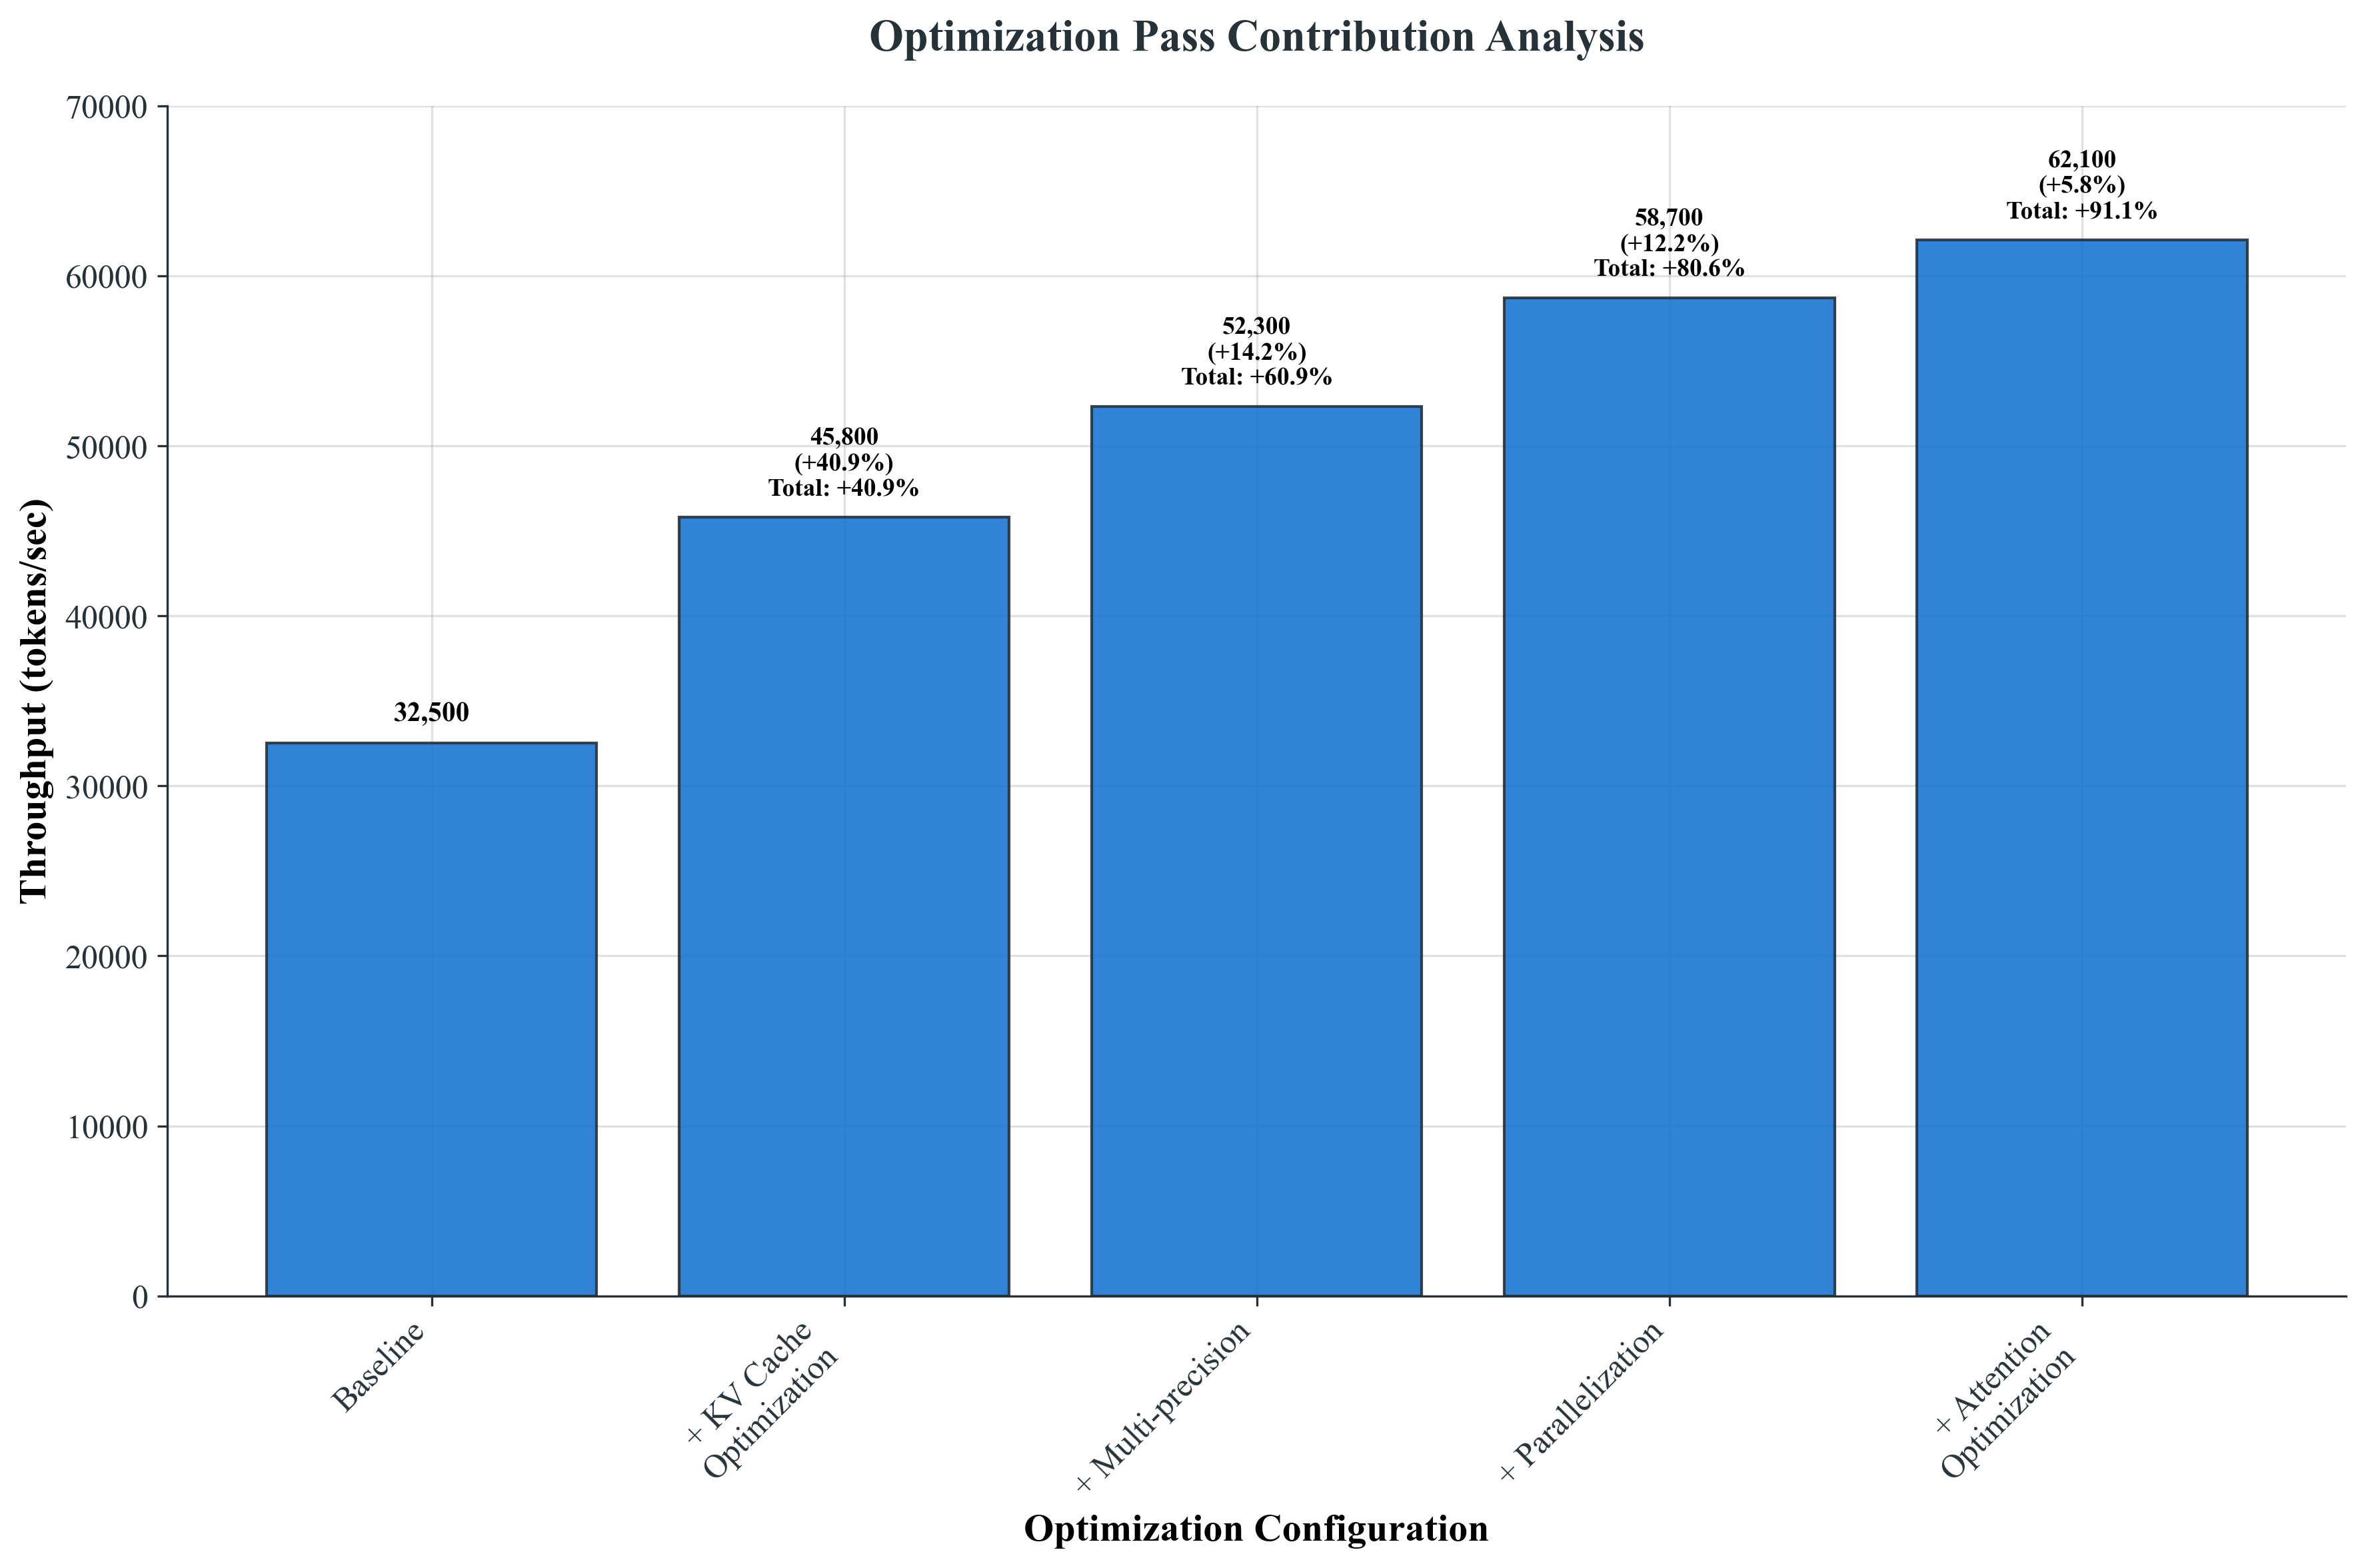 Optimization Pass Contribution Analysis
Throughput (tokens/sec)
70000
60000
50000
40000
30000
20000
10000
0
32,500
45,800
(+40.9%)
Total: +40.9%
52,300
(+14.2%)
Total: +60.9%
58,700
(+12.2%)
Total: +80.6%
62,100
(+5.8%)
Total: +91.1%
Baseline
+ KV Cache
Optimization
+ Multi-precision
+ Parallelization
+ Attention
Optimization
Optimization Configuration